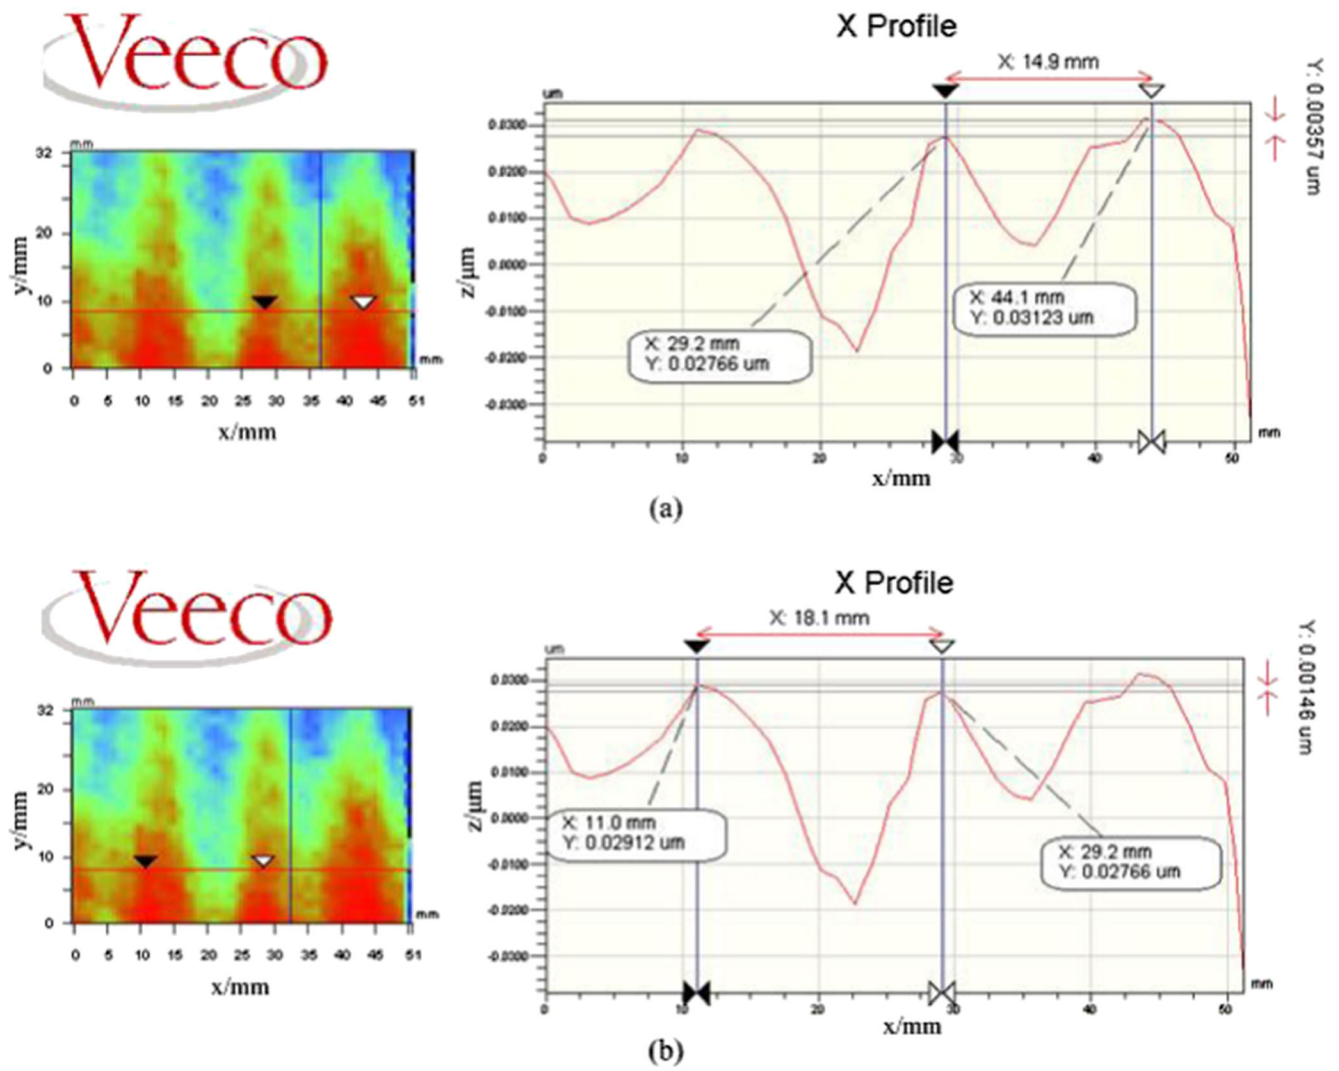 Veeco
X Profile
X: 14.9 mm
Y: 0.00357 um
mm
32
20
10
0
y/mm
mm
0 5 10 15 20 25 30 35 40 45 51
x/mm
um
0.0300
0.0200
0.0100
0.0000
-0.0100
-0.0200
-0.0300
z/μm
X: 29.2 mm
Y: 0.02766 um
X: 44.1 mm
Y: 0.03123 um
mm
0 10 20 30 40 50
x/mm
(a)
Veeco
X Profile
X: 18.1 mm
Y: 0.00146 um
mm
32
20
10
0
y/mm
mm
0 5 10 15 20 25 30 35 40 45 51
x/mm
um
0.0300
0.0200
0.0100
0.0000
-0.0100
-0.0200
-0.0300
z/μm
X: 11.0 mm
Y: 0.02912 um
X: 29.2 mm
Y: 0.02766 um
mm
0 10 20 30 40 50
x/mm
(b)